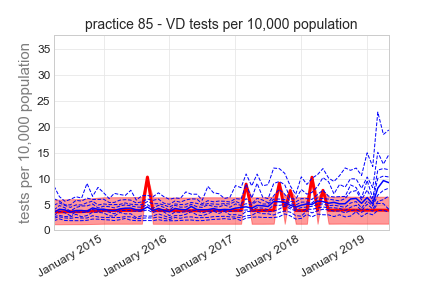 practice 85 - VD tests per 10,000 population
tests per 10,000 population
35
30
25
20
15
10
5
0
January 2015
January 2016
January 2017
January 2018
January 2019